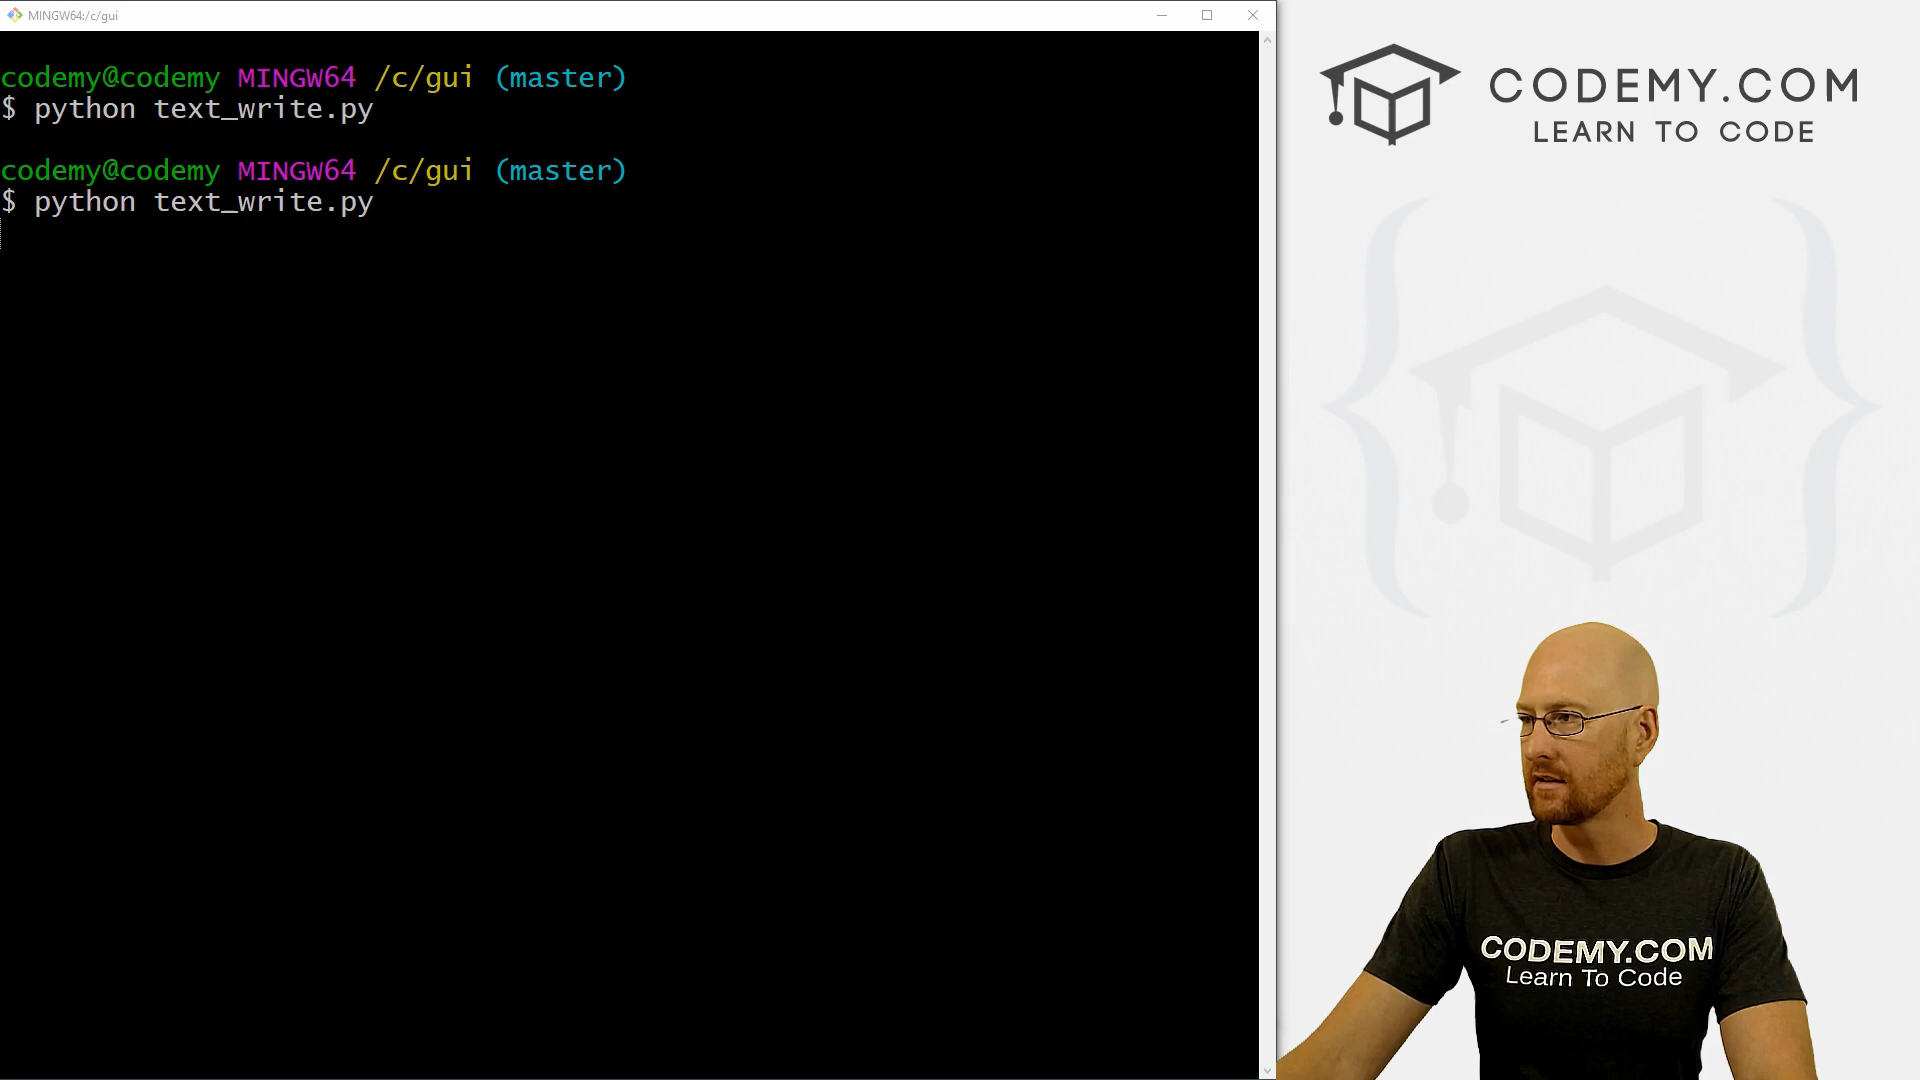 MINGW64:/c/gui
codemy@codemy MINGW64 /c/gui (master)
$ python text_write.py
codemy@codemy MINGW64 /c/gui (master)
$ python text_write.py
CODEMY.COM
LEARN TO CODE
CODEMY.COM
Learn To Code